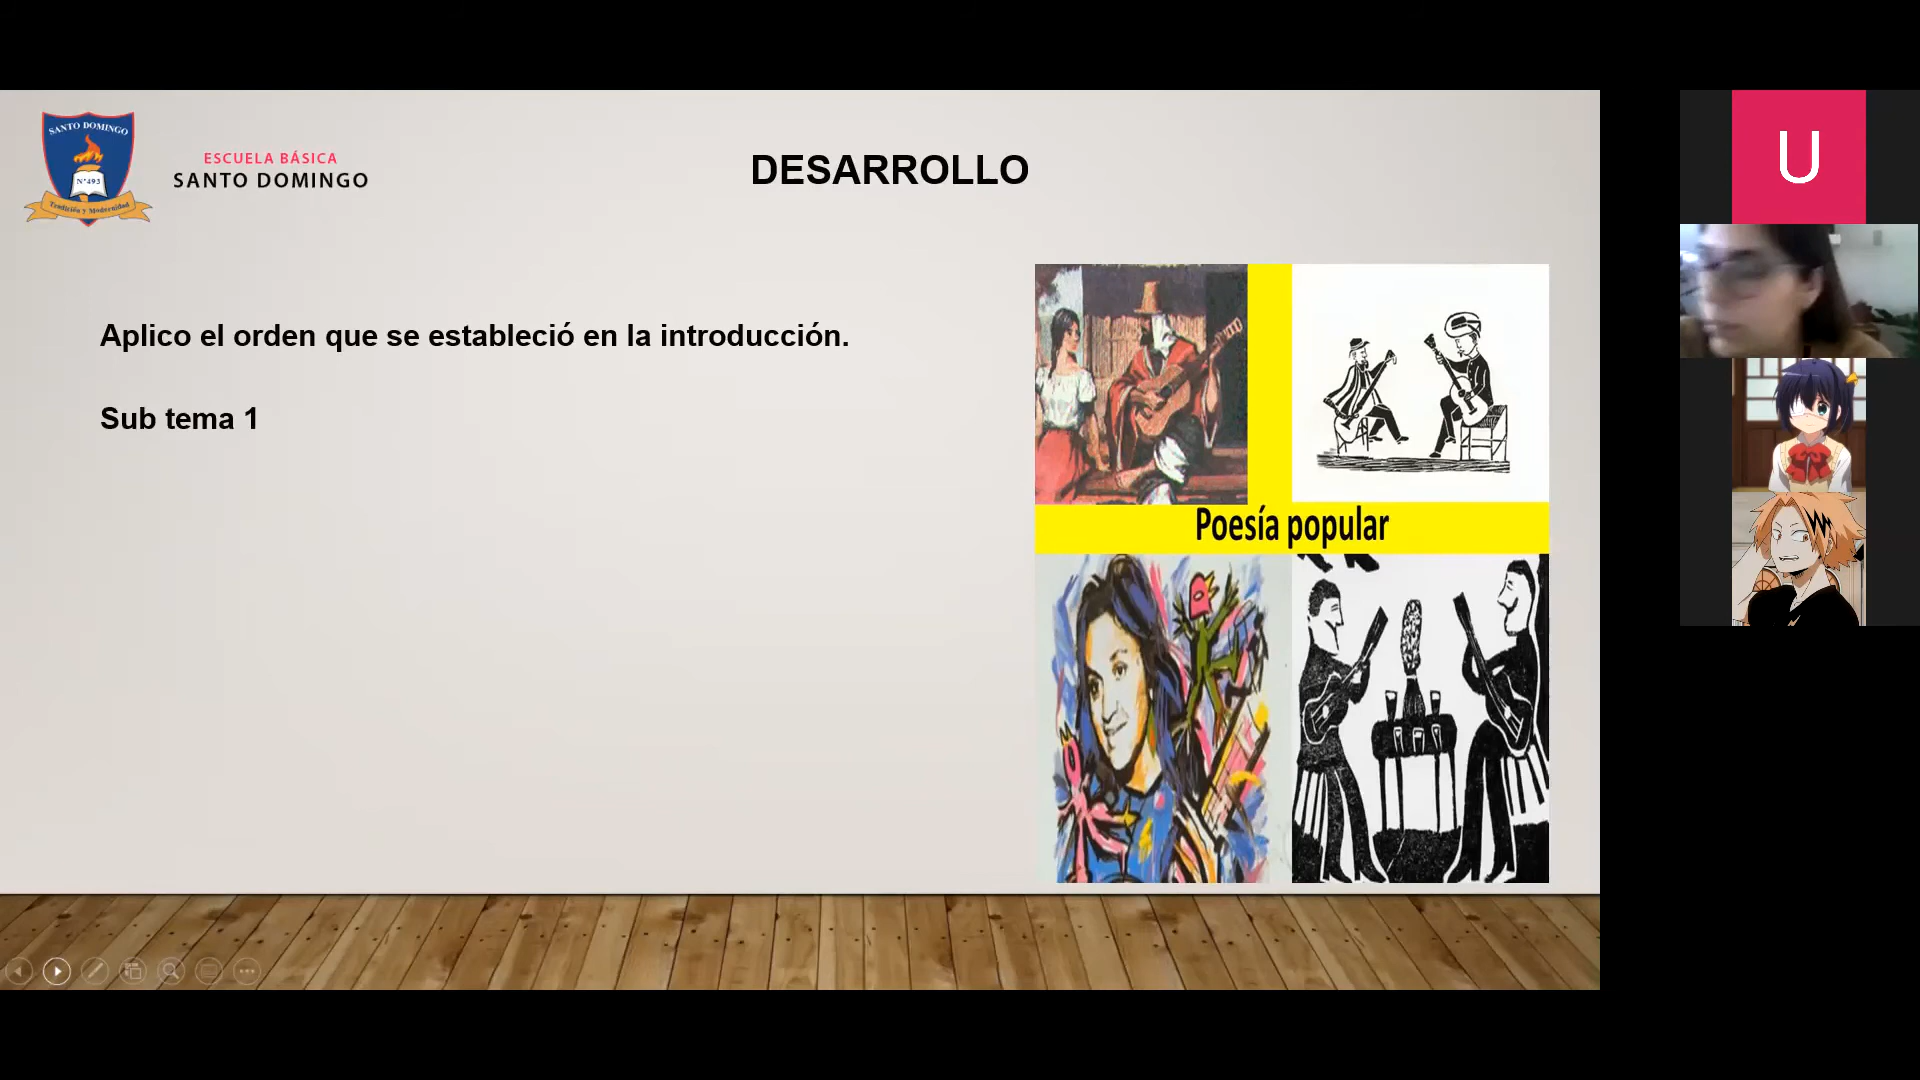 SANTO DOMINGO
N°493
Tradición y Modernidad
ESCUELA BÁSICA
SANTO DOMINGO
DESARROLLO
Aplico el orden que se estableció en la introducción.
Sub tema 1
Poesía popular
U